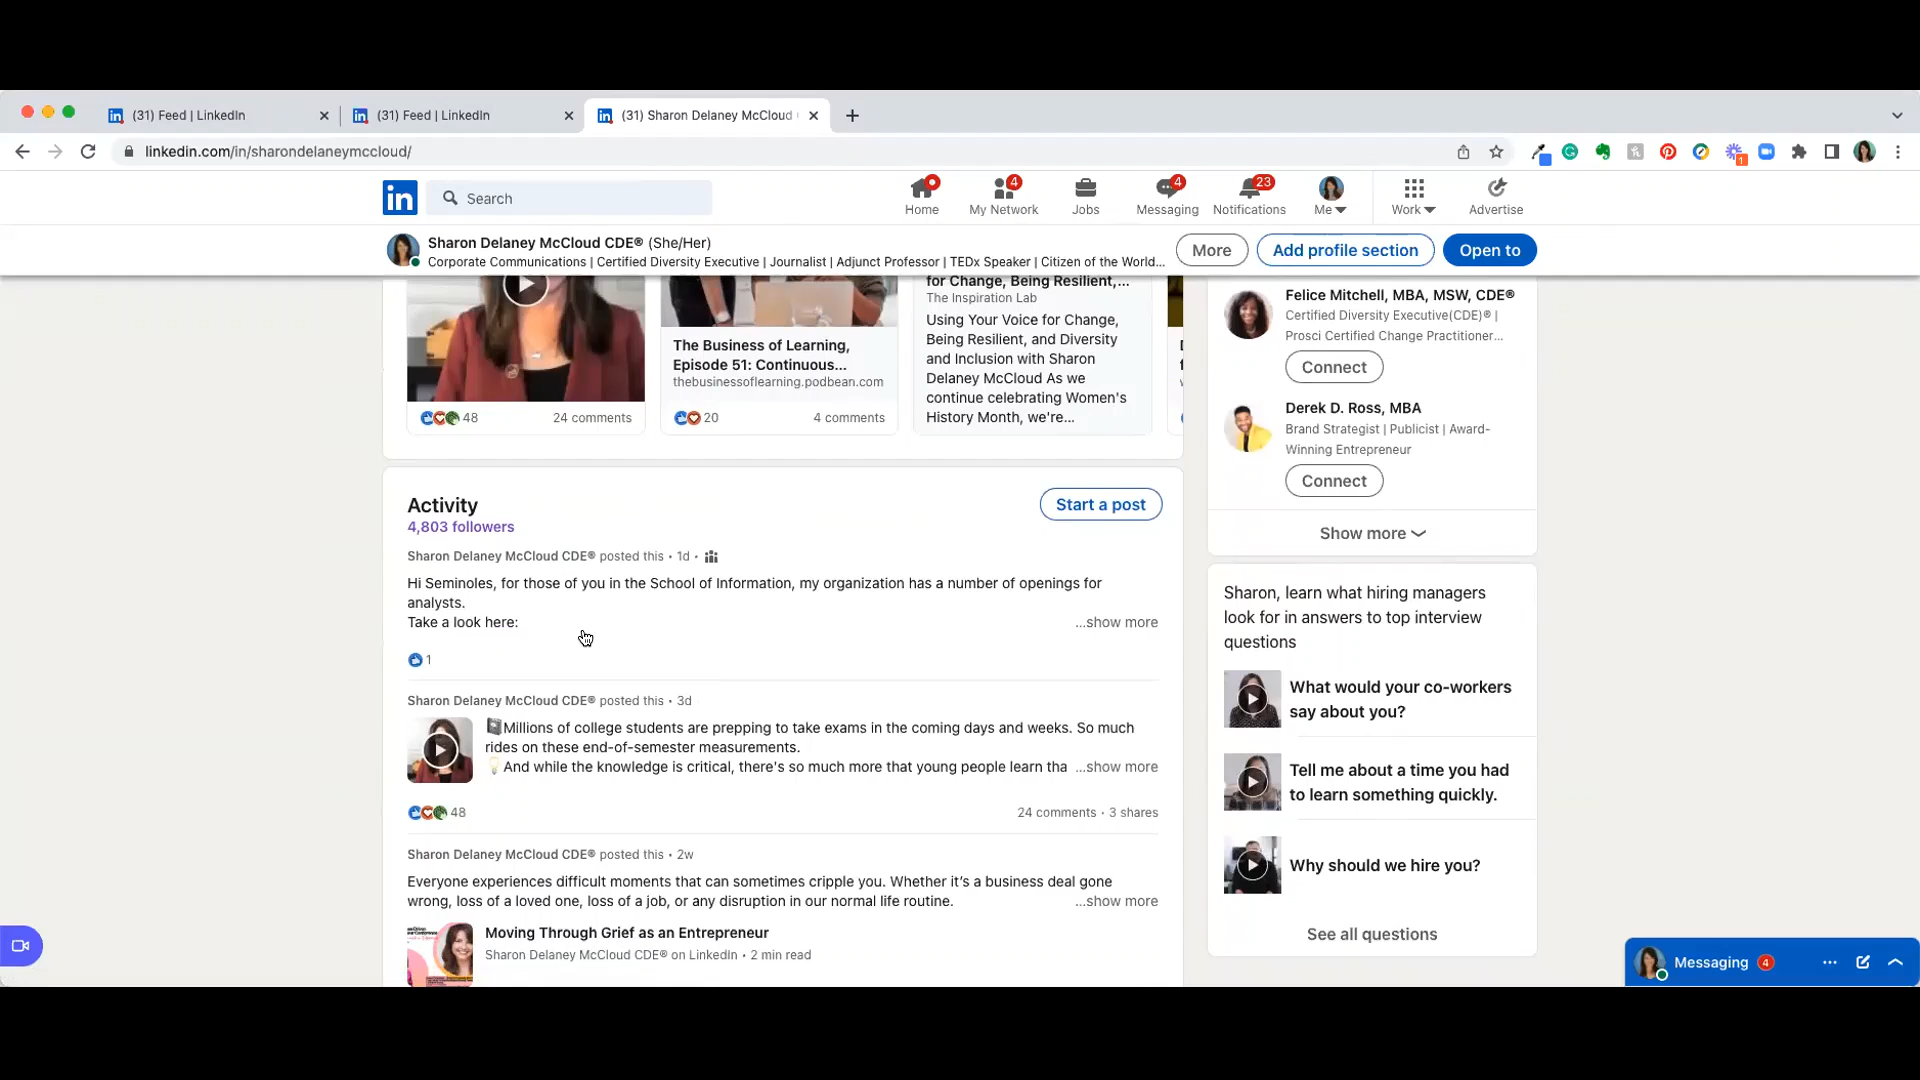 (31) Feed | LinkedIn
(31) Feed | LinkedIn
(31) Sharon Delaney McCloud
linkedin.com/in/sharondelaneymccloud/
1
in
Search
Home
4
My Network
Jobs
4
Messaging
23
Notifications
Me
Work
Advertise
Sharon Delaney McCloud CDE® (She/Her)
Corporate Communications | Certified Diversity Executive | Journalist | Adjunct Professor | TEDx Speaker | Citizen of the World...
More
Add profile section
Open to
48
24 comments
The Business of Learning,
Episode 51: Continuous...
thebusinessoflearning.podbean.com
20
4 comments
for Change, Being Resilient,...
The Inspiration Lab
Using Your Voice for Change,
Being Resilient, and Diversity
and Inclusion with Sharon
Delaney McCloud As we
continue celebrating Women's
History Month, we're...
Activity
4,803 followers
Start a post
Sharon Delaney McCloud CDE® posted this • 1d •
Hi Seminoles, for those of you in the School of Information, my organization has a number of openings for
analysts.
Take a look here:
...show more
1
Sharon Delaney McCloud CDE® posted this • 3d
Millions of college students are prepping to take exams in the coming days and weeks. So much
rides on these end-of-semester measurements.
And while the knowledge is critical, there's so much more that young people learn tha ...show more
48
24 comments • 3 shares
Sharon Delaney McCloud CDE® posted this • 2w
Everyone experiences difficult moments that can sometimes cripple you. Whether it's a business deal gone
wrong, loss of a loved one, loss of a job, or any disruption in our normal life routine.
...show more
Moving Through Grief as an Entrepreneur
Sharon Delaney McCloud CDE® on LinkedIn • 2 min read
Felice Mitchell, MBA, MSW, CDE®
Certified Diversity Executive(CDE)® |
Prosci Certified Change Practitioner...
Connect
Derek D. Ross, MBA
Brand Strategist | Publicist | Award-
Winning Entrepreneur
Connect
Show more
Sharon, learn what hiring managers
look for in answers to top interview
questions
What would your co-workers
say about you?
Tell me about a time you had
to learn something quickly.
Why should we hire you?
See all questions
Messaging 4